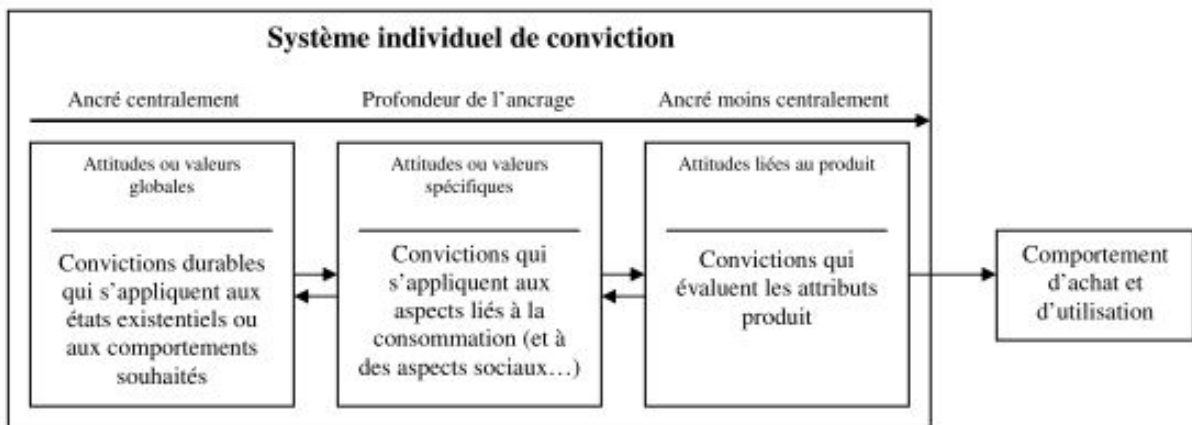 Système individuel de conviction
Ancré centralement
Profondeur de l'ancrage
Ancré moins centralement
Attitudes ou valeurs
globales
Convictions durables
qui s'appliquent aux
états existentiels ou
aux comportements
souhaités
Attitudes ou valeurs
spécifiques
Convictions qui
s'appliquent aux
aspects liés à la
consommation (et à
des aspects sociaux…)
Attitudes liées au produit
Convictions qui
évaluent les attributs
produit
Comportement
d'achat et
d'utilisation